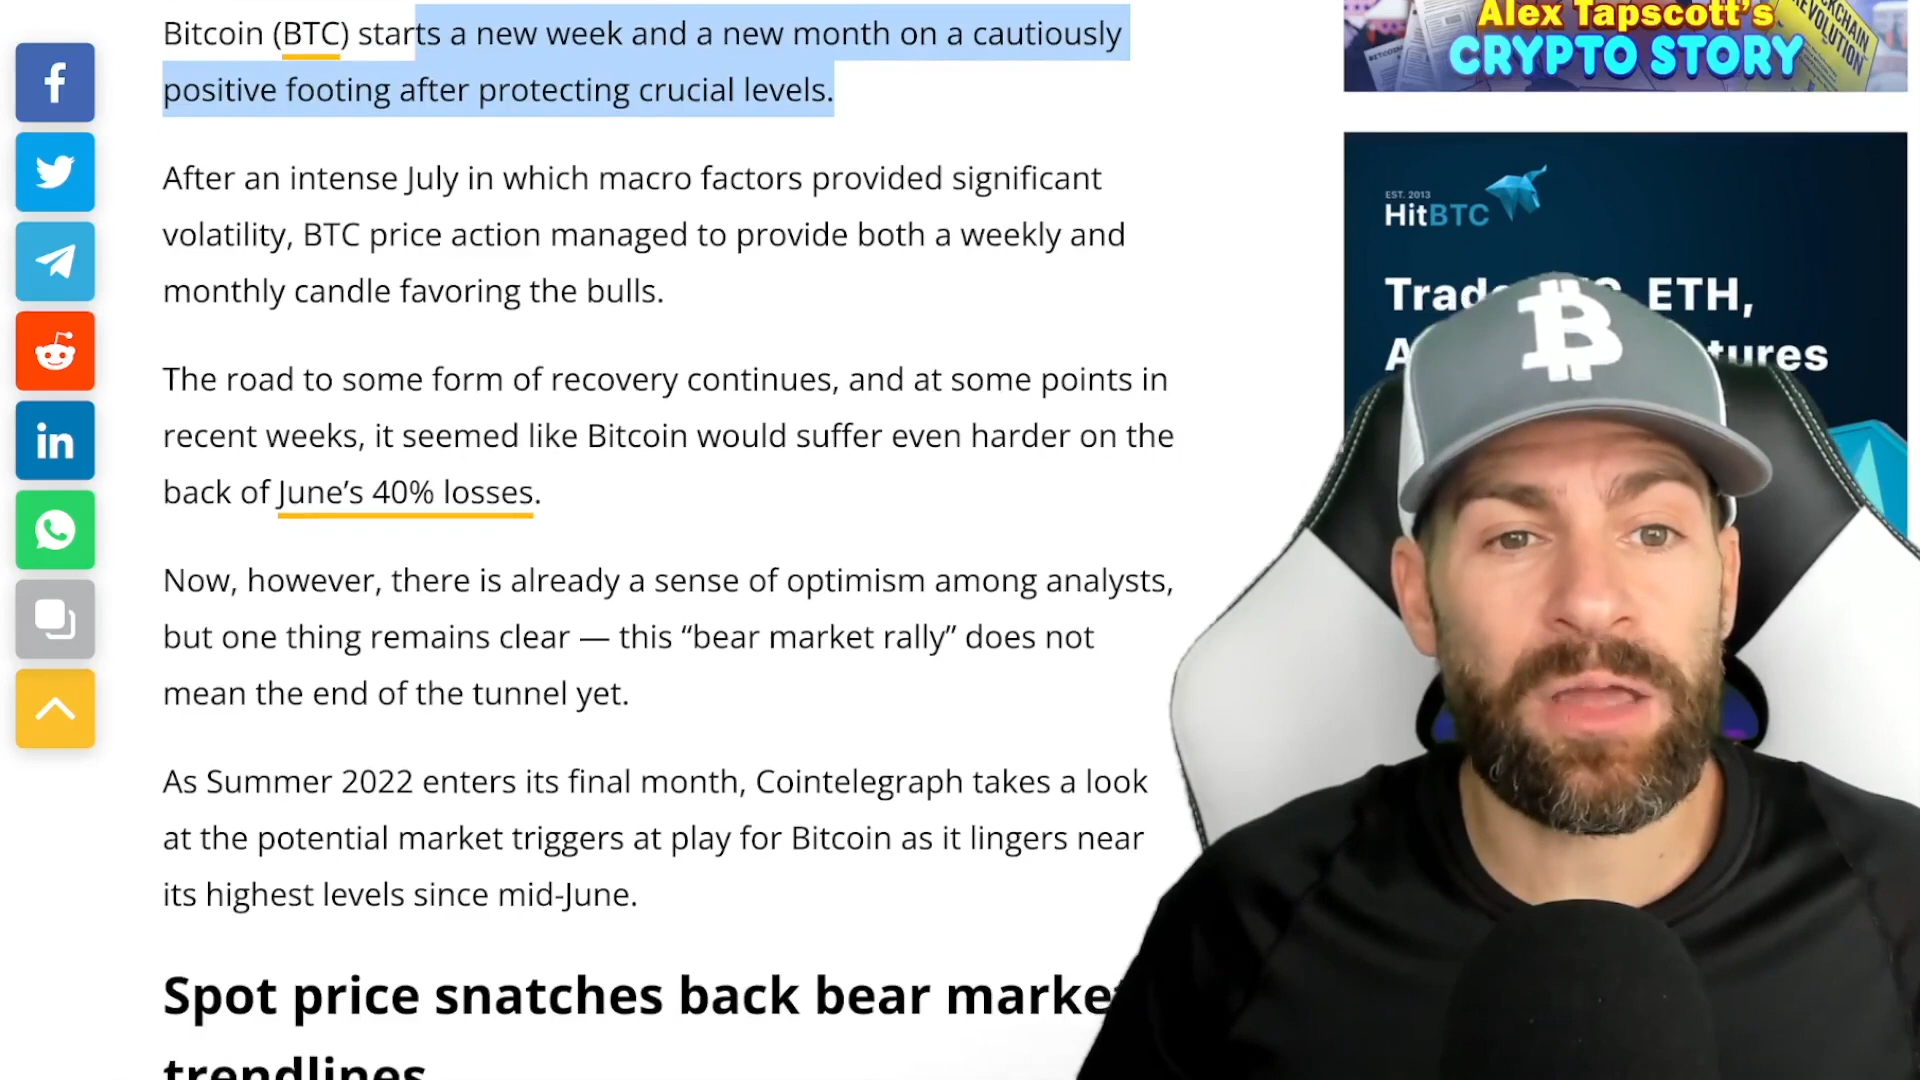 Bitcoin (BTC) starts a new week and a new month on a cautiously
positive footing after protecting crucial levels.
After an intense July in which macro factors provided significant
volatility, BTC price action managed to provide both a weekly and
monthly candle favoring the bulls.
The road to some form of recovery continues, and at some points in
recent weeks, it seemed like Bitcoin would suffer even harder on the
back of June’s 40% losses.
Now, however, there is already a sense of optimism among analysts,
but one thing remains clear — this “bear market rally” does not
mean the end of the tunnel yet.
As Summer 2022 enters its final month, Cointelegraph takes a look
at the potential market triggers at play for Bitcoin as it lingers near
its highest levels since mid-June.
Spot price snatches back bear market
trendlines
Alex Tapscott's
CRYPTO STORY
REVOLUTION
EST. 2013
HitBTC
ETH,
in